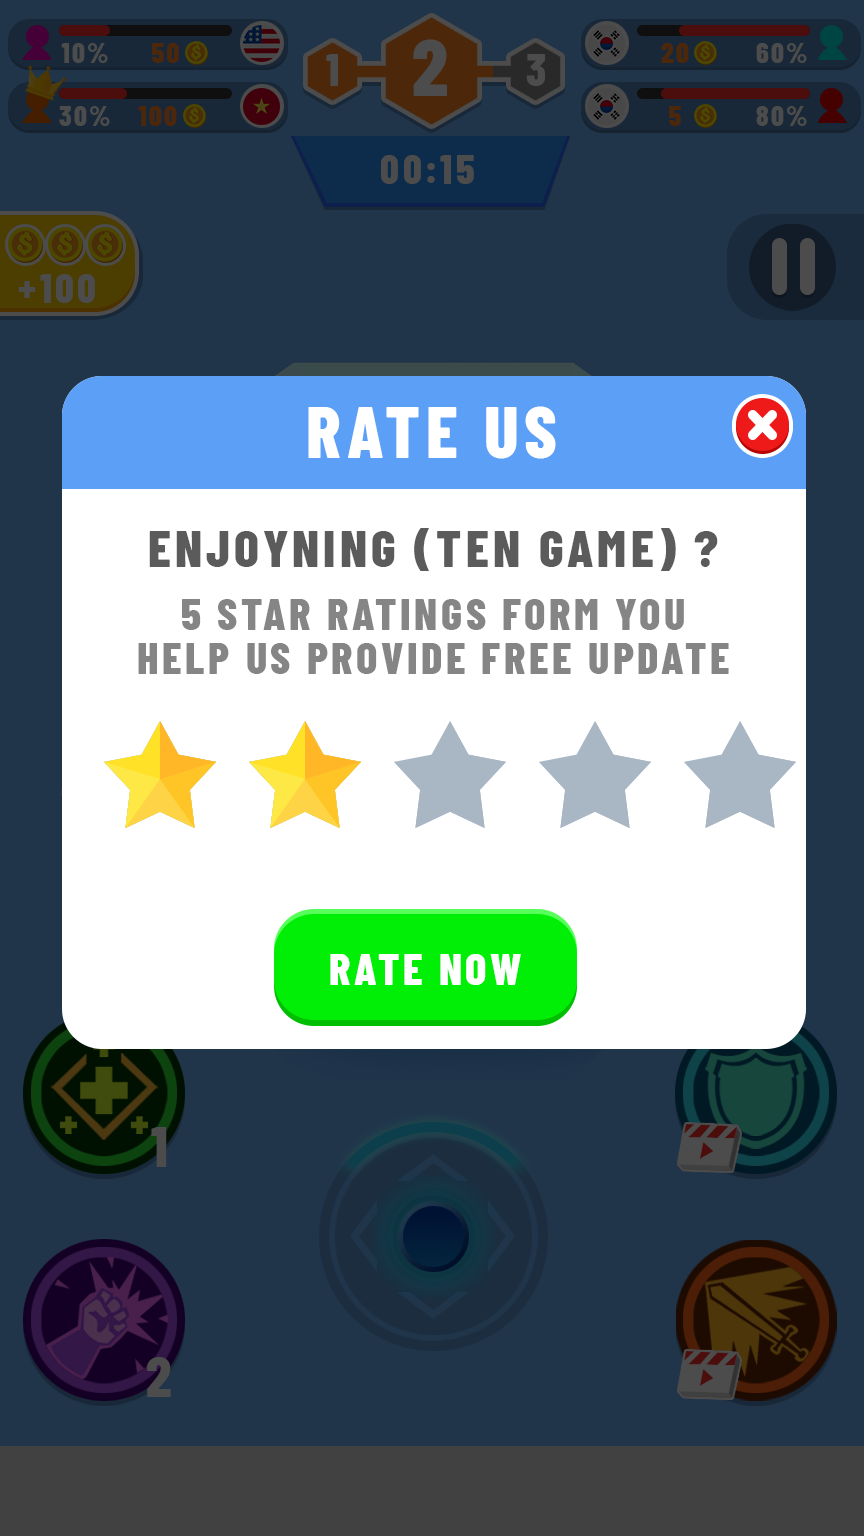 10% 50
1 2 3
20 60%
30% 100
5 80%
00:15
+100
RATE US
ENJOYNING (TEN GAME) ?
5 STAR RATINGS FORM YOU
HELP US PROVIDE FREE UPDATE
RATE NOW
1
2